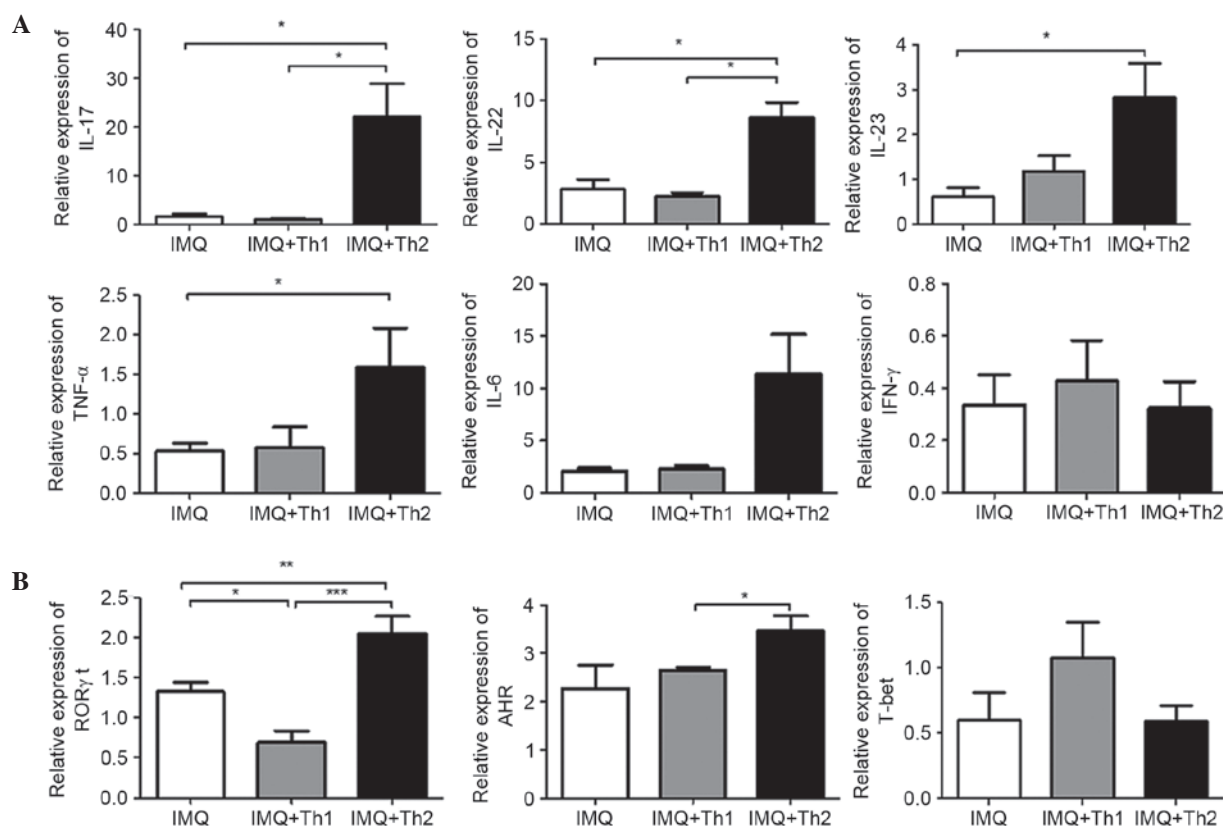 A
Relative expression of
IL-17
40
30
20
10
0
*
*
IMQ
IMQ+Th1
IMQ+Th2
Relative expression of
IL-22
15
10
5
0
*
*
IMQ
IMQ+Th1
IMQ+Th2
Relative expression of
IL-23
4
3
2
1
0
*
IMQ
IMQ+Th1
IMQ+Th2
Relative expression of
TNF-α
2.5
2.0
1.5
1.0
0.5
0.0
*
IMQ
IMQ+Th1
IMQ+Th2
Relative expression of
IL-6
20
15
10
5
0
IMQ
IMQ+Th1
IMQ+Th2
Relative expression of
IFN-γ
0.8
0.6
0.4
0.2
0.0
IMQ
IMQ+Th1
IMQ+Th2
B
Relative expression of
RORγ t
2.5
2.0
1.5
1.0
0.5
0.0
**
*
***
IMQ
IMQ+Th1
IMQ+Th2
Relative expression of
AHR
4
3
2
1
0
*
IMQ
IMQ+Th1
IMQ+Th2
Relative expression of
T-bet
1.5
1.0
0.5
0.0
IMQ
IMQ+Th1
IMQ+Th2